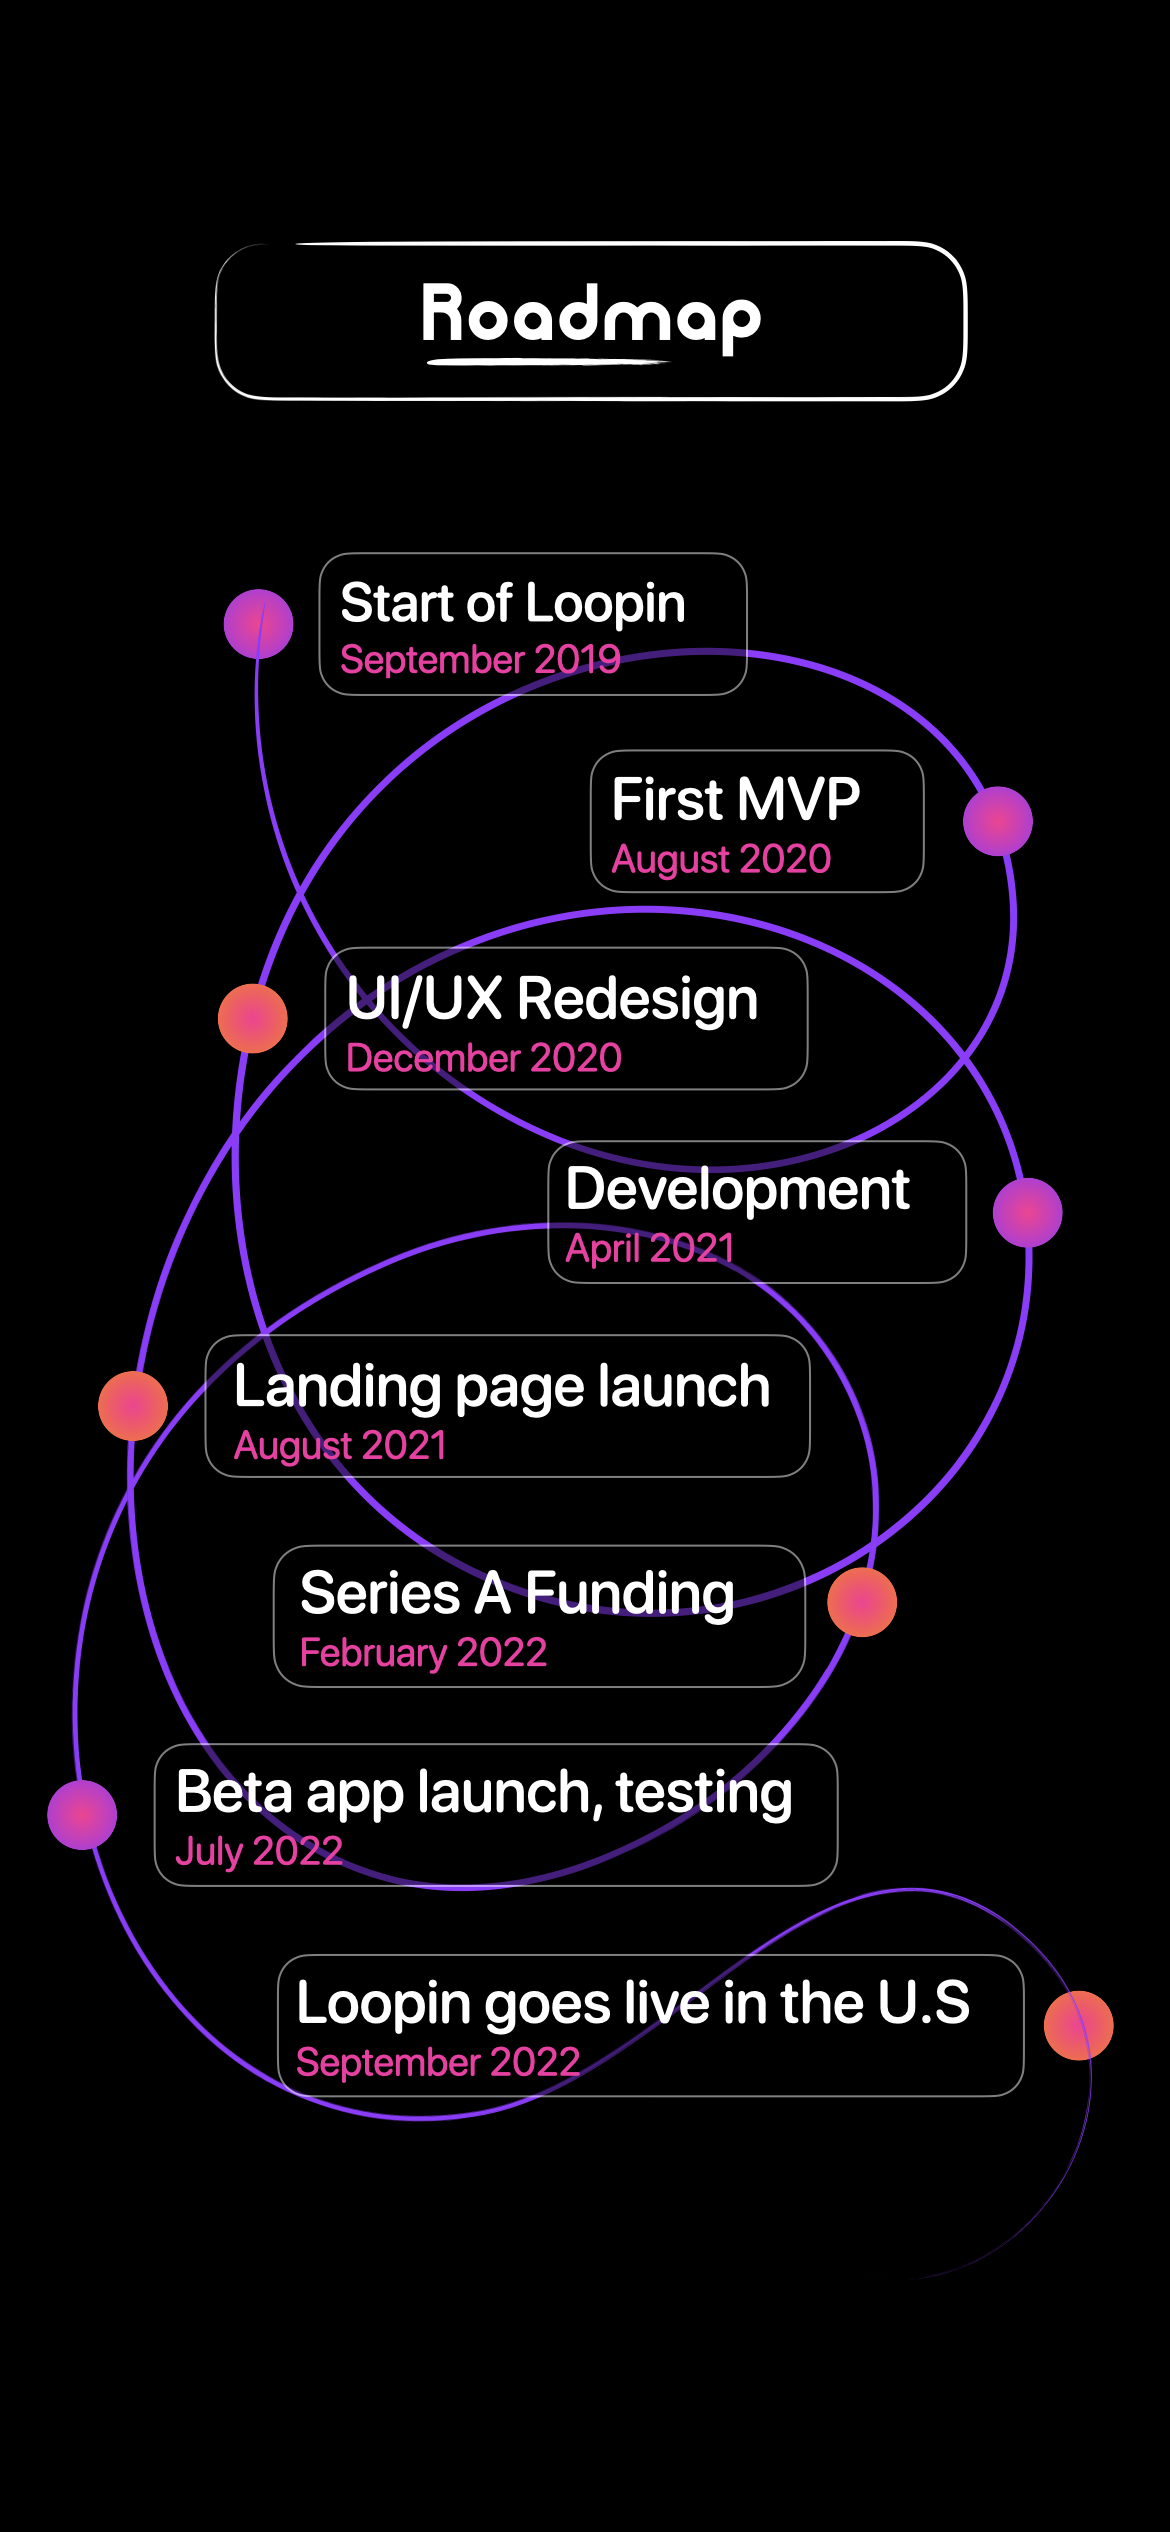 Roadmap
Start of Loopin
September 2019
First MVP
August 2020
UI/UX Redesign
December 2020
Development
April 2021
Landing page launch
August 2021
Series A Funding
February 2022
Beta app launch, testing
July 2022
Loopin goes live in the U.S
September 2022